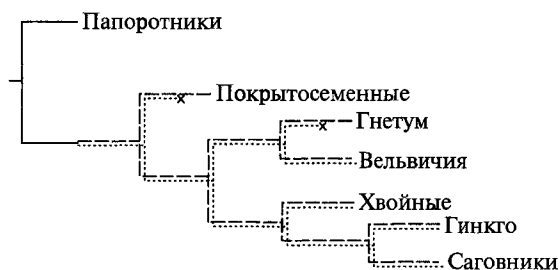 Папоротники
Покрытосеменные
Гнетум
Вельвичия
Хвойные
Гинкго
Саговники